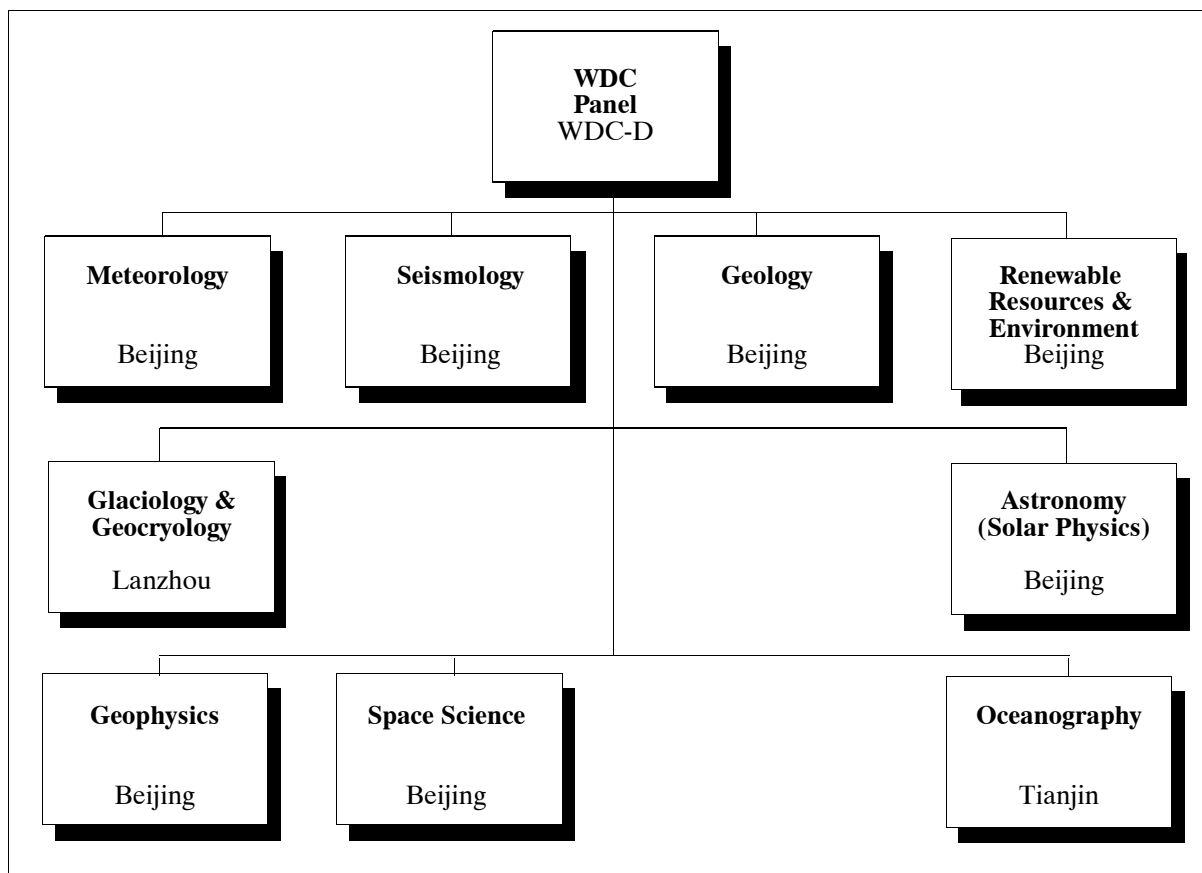 WDC
Panel
WDC-D
Meteorology
Beijing
Seismology
Beijing
Geology
Beijing
Renewable
Resources &
Environment
Beijing
Glaciology &
Geocryology
Lanzhou
Astronomy
(Solar Physics)
Beijing
Geophysics
Beijing
Space Science
Beijing
Oceanography
Tianjin